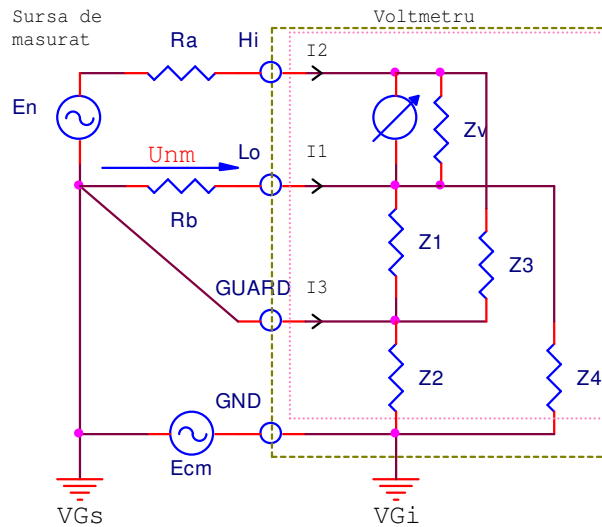 Sursa de
masurat
Voltmetru
Ra
Hi
I2
En
Unm
Lo
I1
Zv
Rb
Z1
Z3
GUARD
I3
Z2
Z4
GND
Ecm
VGs
VGi